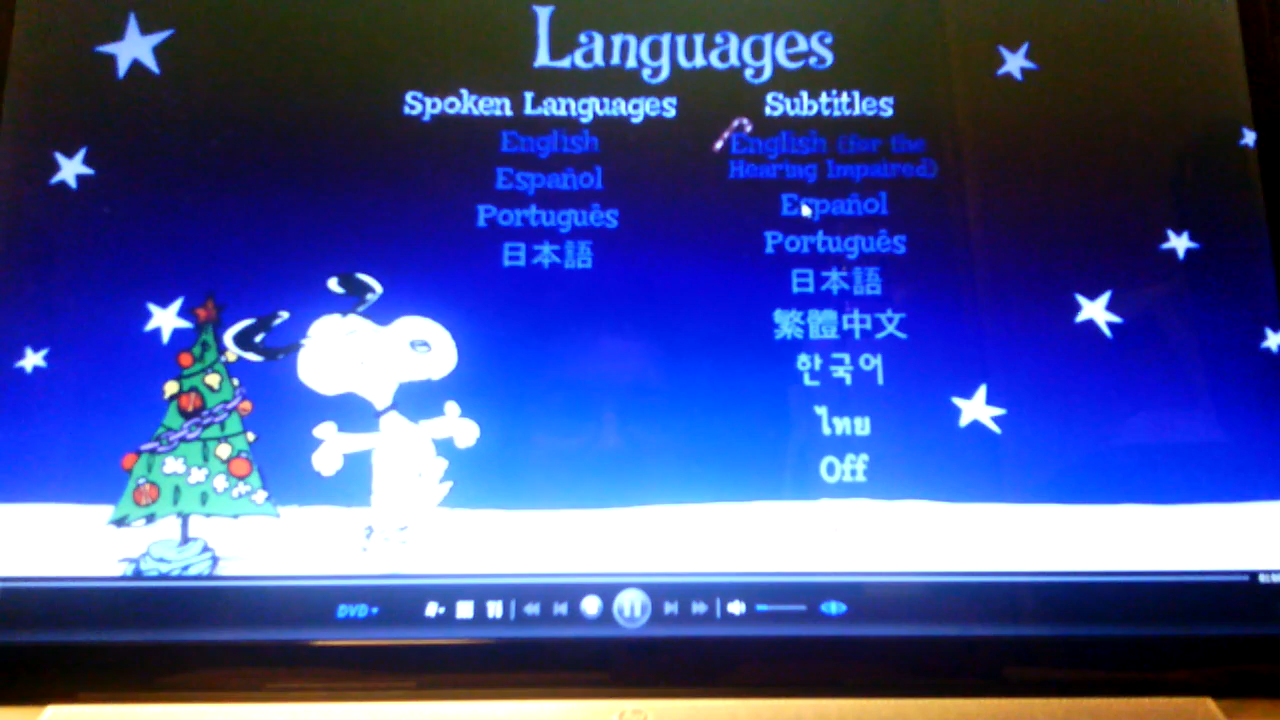 Languages
Spoken Languages
English
Español
Português
日本語
Subtitles
English (for the
Hearing Impaired)
Español
Português
日本語
繁體中文
한국어
ไทย
Off
DVD